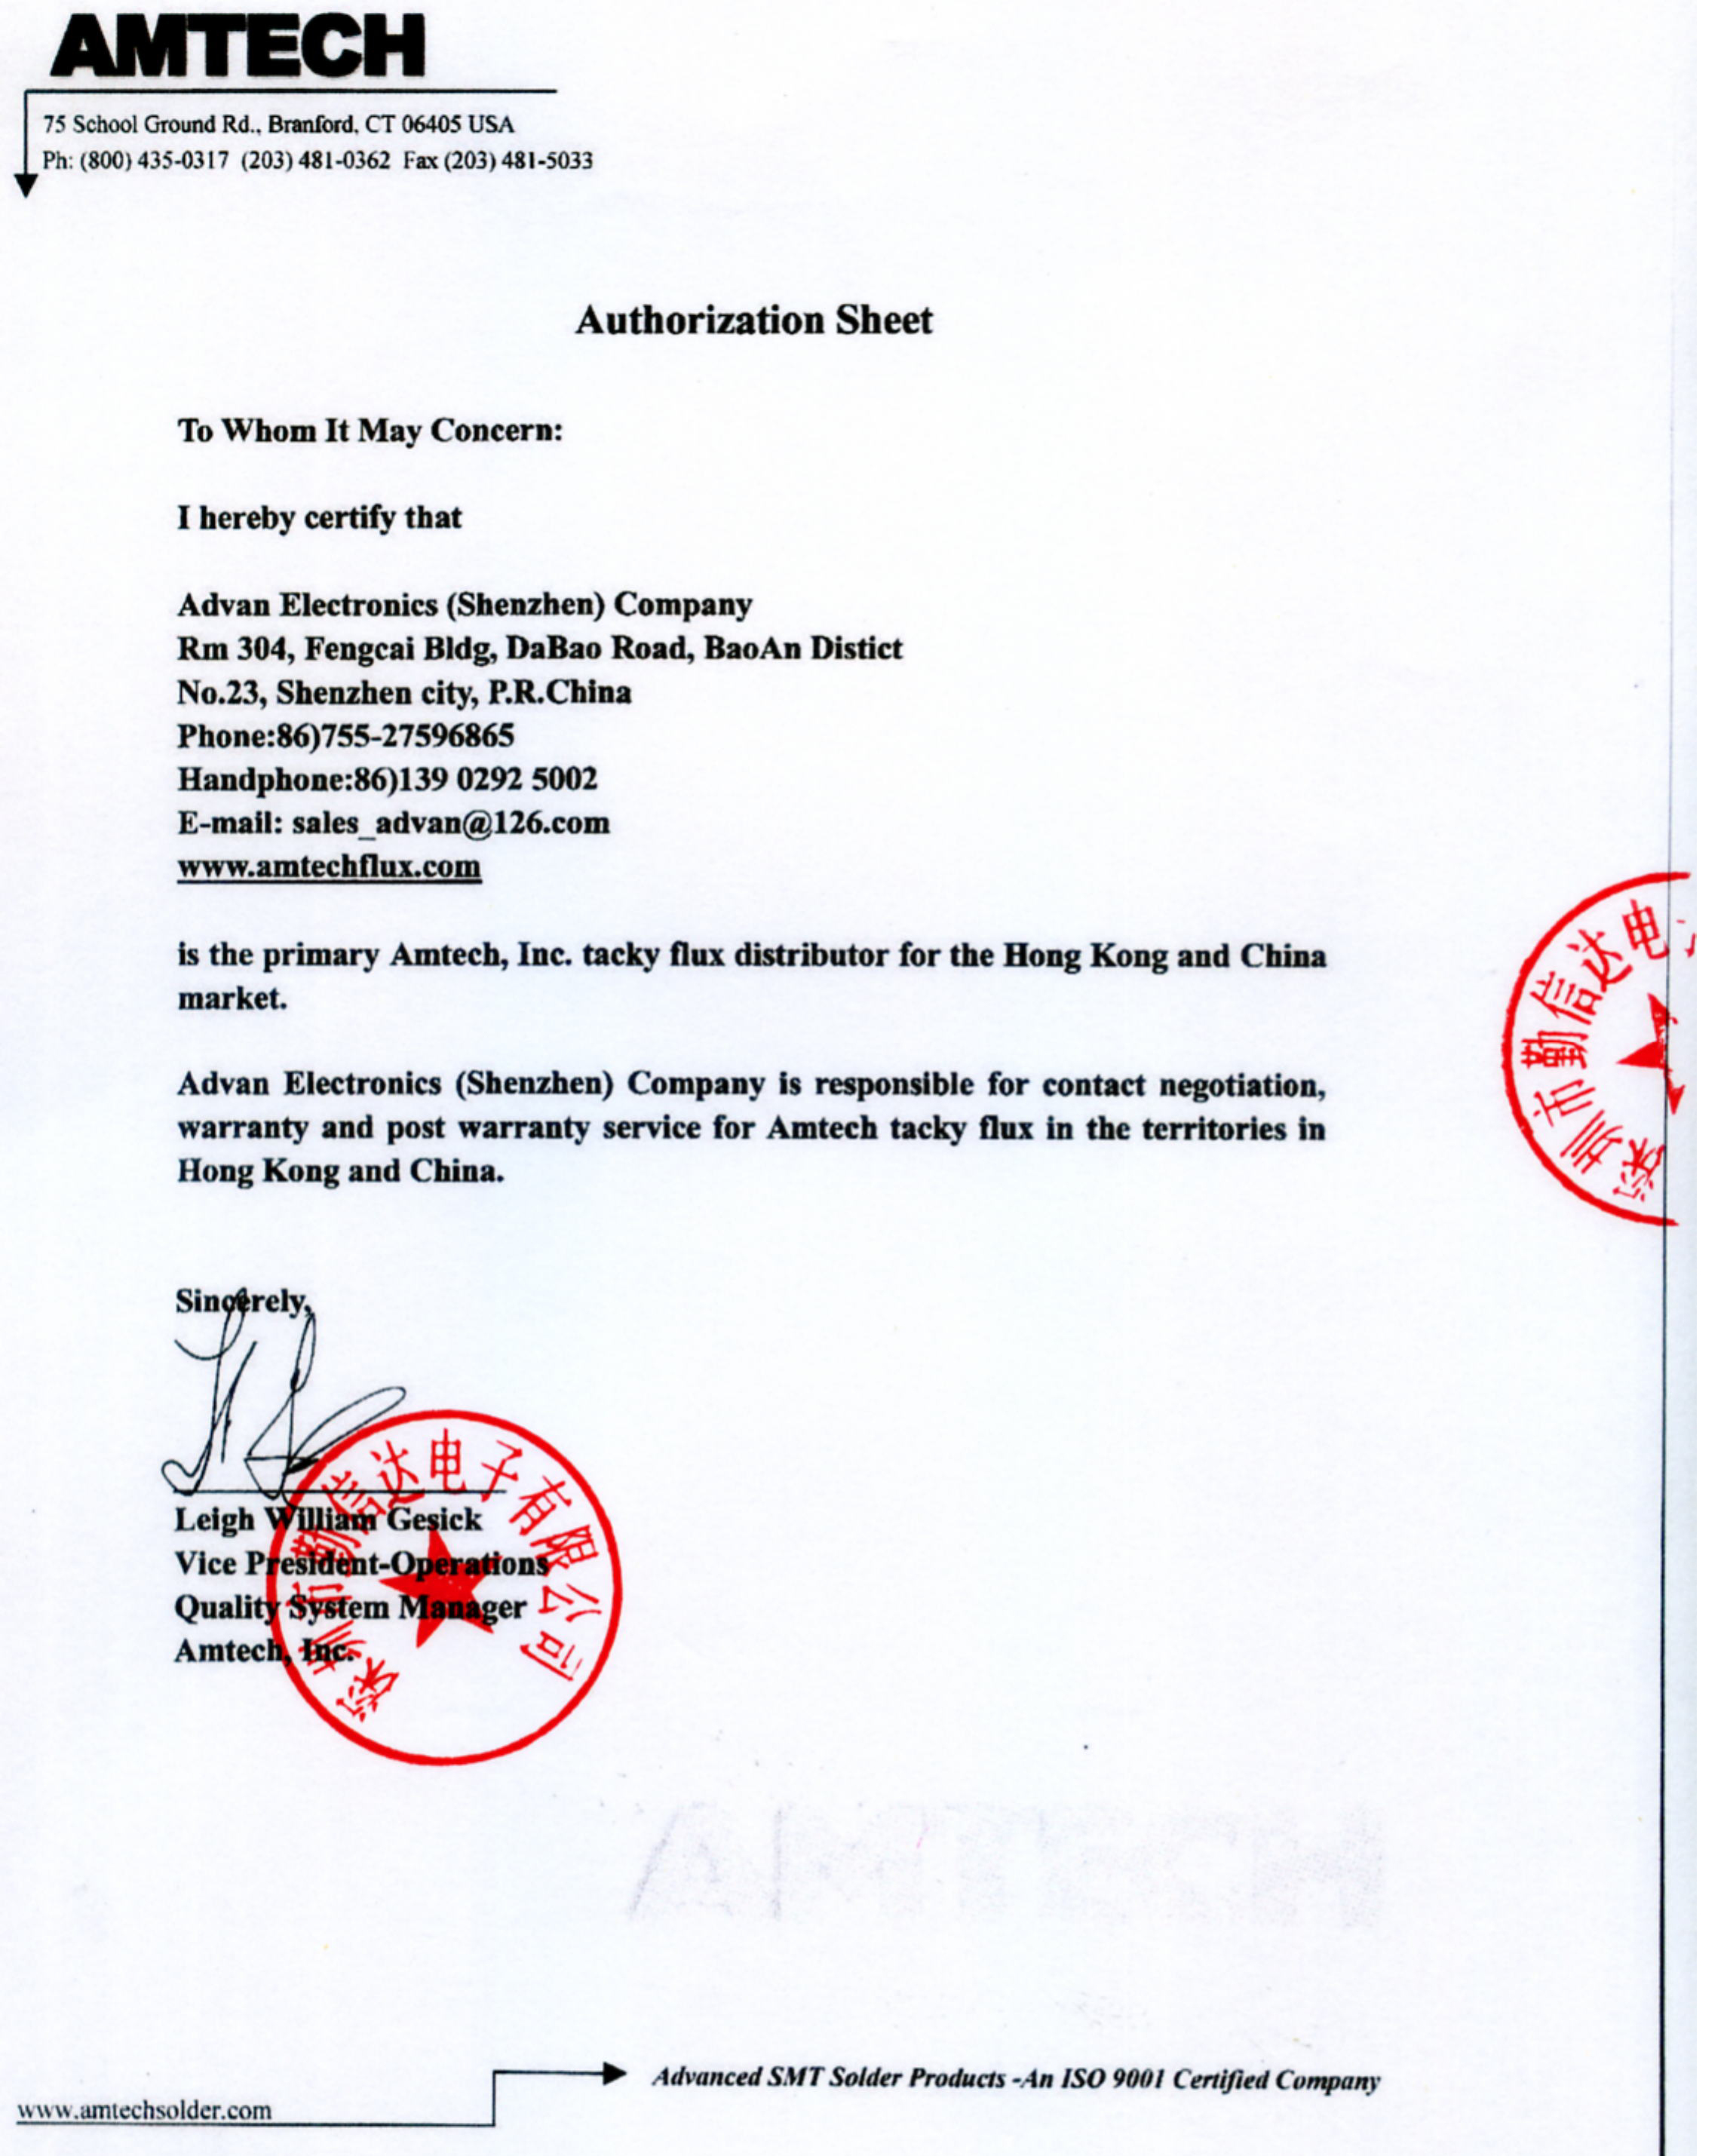 AMTECH
75 School Ground Rd., Branford, CT 06405 USA
Ph: (800) 435-0317 (203) 481-0362 Fax (203) 481-5033
Authorization Sheet
To Whom It May Concern:
I hereby certify that
Advan Electronics (Shenzhen) Company
Rm 304, Fengcai Bldg, DaBao Road, BaoAn Distict
No.23, Shenzhen city, P.R.China
Phone:86)755-27596865
Handphone:86)139 0292 5002
E-mail: sales_advan@126.com
www.amtechflux.com
is the primary Amtech, Inc. tacky flux distributor for the Hong Kong and China
market.
Advan Electronics (Shenzhen) Company is responsible for contact negotiation,
warranty and post warranty service for Amtech tacky flux in the territories in
Hong Kong and China.
深圳市勤信达电
Sincerely,
Leigh William Gesick
Vice President-Operations
Quality System Manager
Amtech, Inc.
深圳市勤信达电子有限公司
Advanced SMT Solder Products -An ISO 9001 Certified Company
www.amtechsolder.com